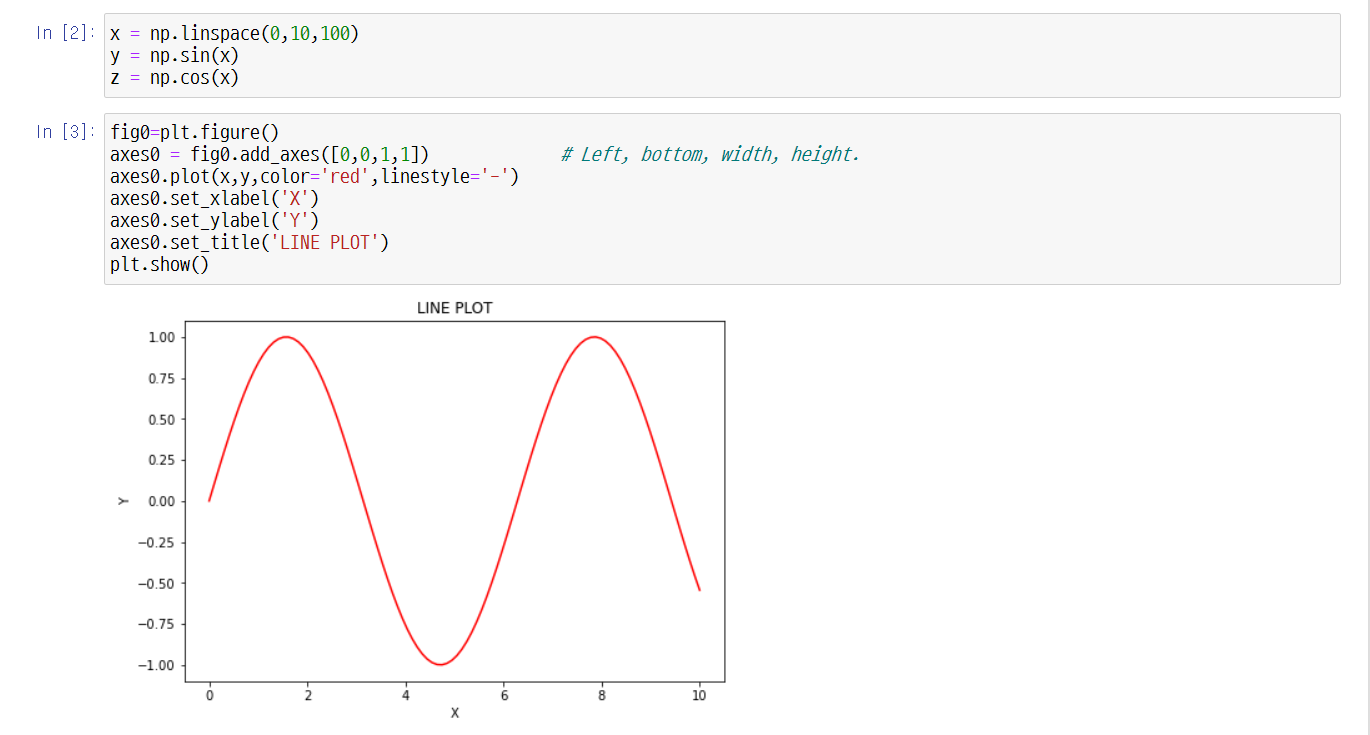 In [2]:
x = np.linspace(0,10,100)
y = np.sin(x)
z = np.cos(x)
In [3]:
fig0=plt.figure()
axes0 = fig0.add_axes([0,0,1,1]) # Left, bottom, width, height.
axes0.plot(x,y,color='red',linestyle='-')
axes0.set_xlabel('X')
axes0.set_ylabel('Y')
axes0.set_title('LINE PLOT')
plt.show()
LINE PLOT
1.00
0.75
0.50
0.25
0.00
−0.25
−0.50
−0.75
−1.00
Y
0 2 4 6 8 10
X